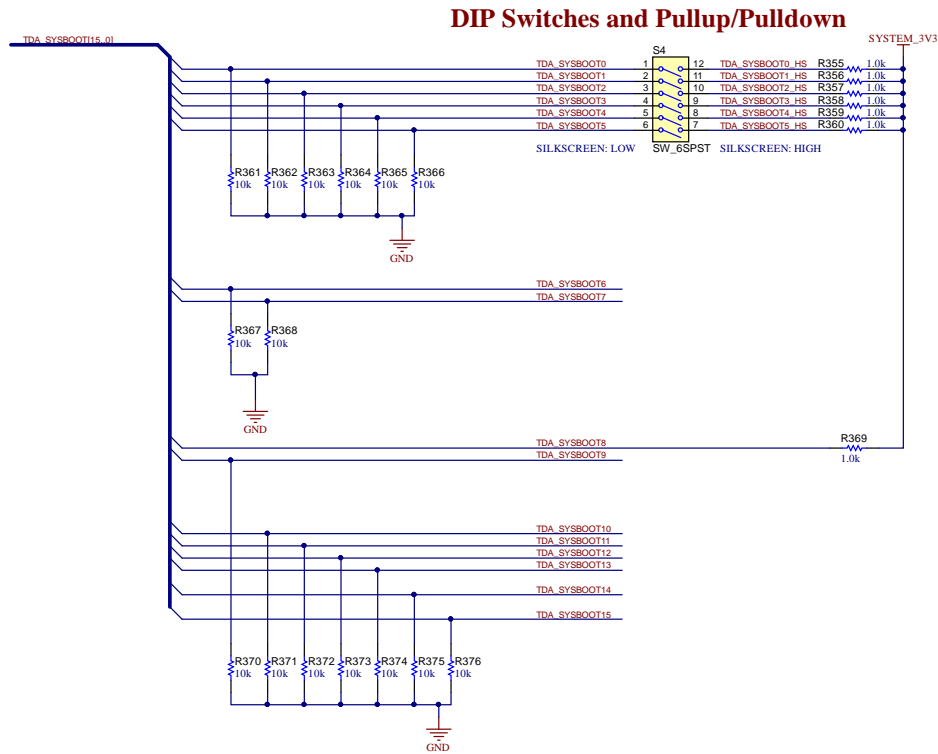 DIP Switches and Pullup/Pulldown
TDA_SYSBOOT[15..0]
SYSTEM_3V3
S4
TDA_SYSBOOT0 1 12 TDA_SYSBOOT0_HS R355 1.0k
TDA_SYSBOOT1 2 11 TDA_SYSBOOT1_HS R356
TDA_SYSBOOT2 3 10 TDA_SYSBOOT2_HS R357 1.0k
TDA_SYSBOOT3 4 9 TDA_SYSBOOT3_HS R358 1.0k
TDA_SYSBOOT4 5 8 TDA_SYSBOOT4_HS R359 1.0k
TDA_SYSBOOT5 6 7 TDA_SYSBOOT5_HS R360 1.0k
SILKSCREEN: LOW SW_6SPST SILKSCREEN: HIGH
R361 R362 R363 R364 R365 R366
10k 10k 10k 10k 10k 10k
GND
TDA_SYSBOOT6
TDA_SYSBOOT7
R367 R368
10k 10k
GND
TDA_SYSBOOT8 R369
TDA_SYSBOOT9 1.0k
TDA_SYSBOOT10
TDA_SYSBOOT11
TDA_SYSBOOT12
TDA_SYSBOOT13
TDA_SYSBOOT14
TDA_SYSBOOT15
R370 R371 R372 R373 R374 R375 R376
10k 10k 10k 10k 10k 10k 10k
GND